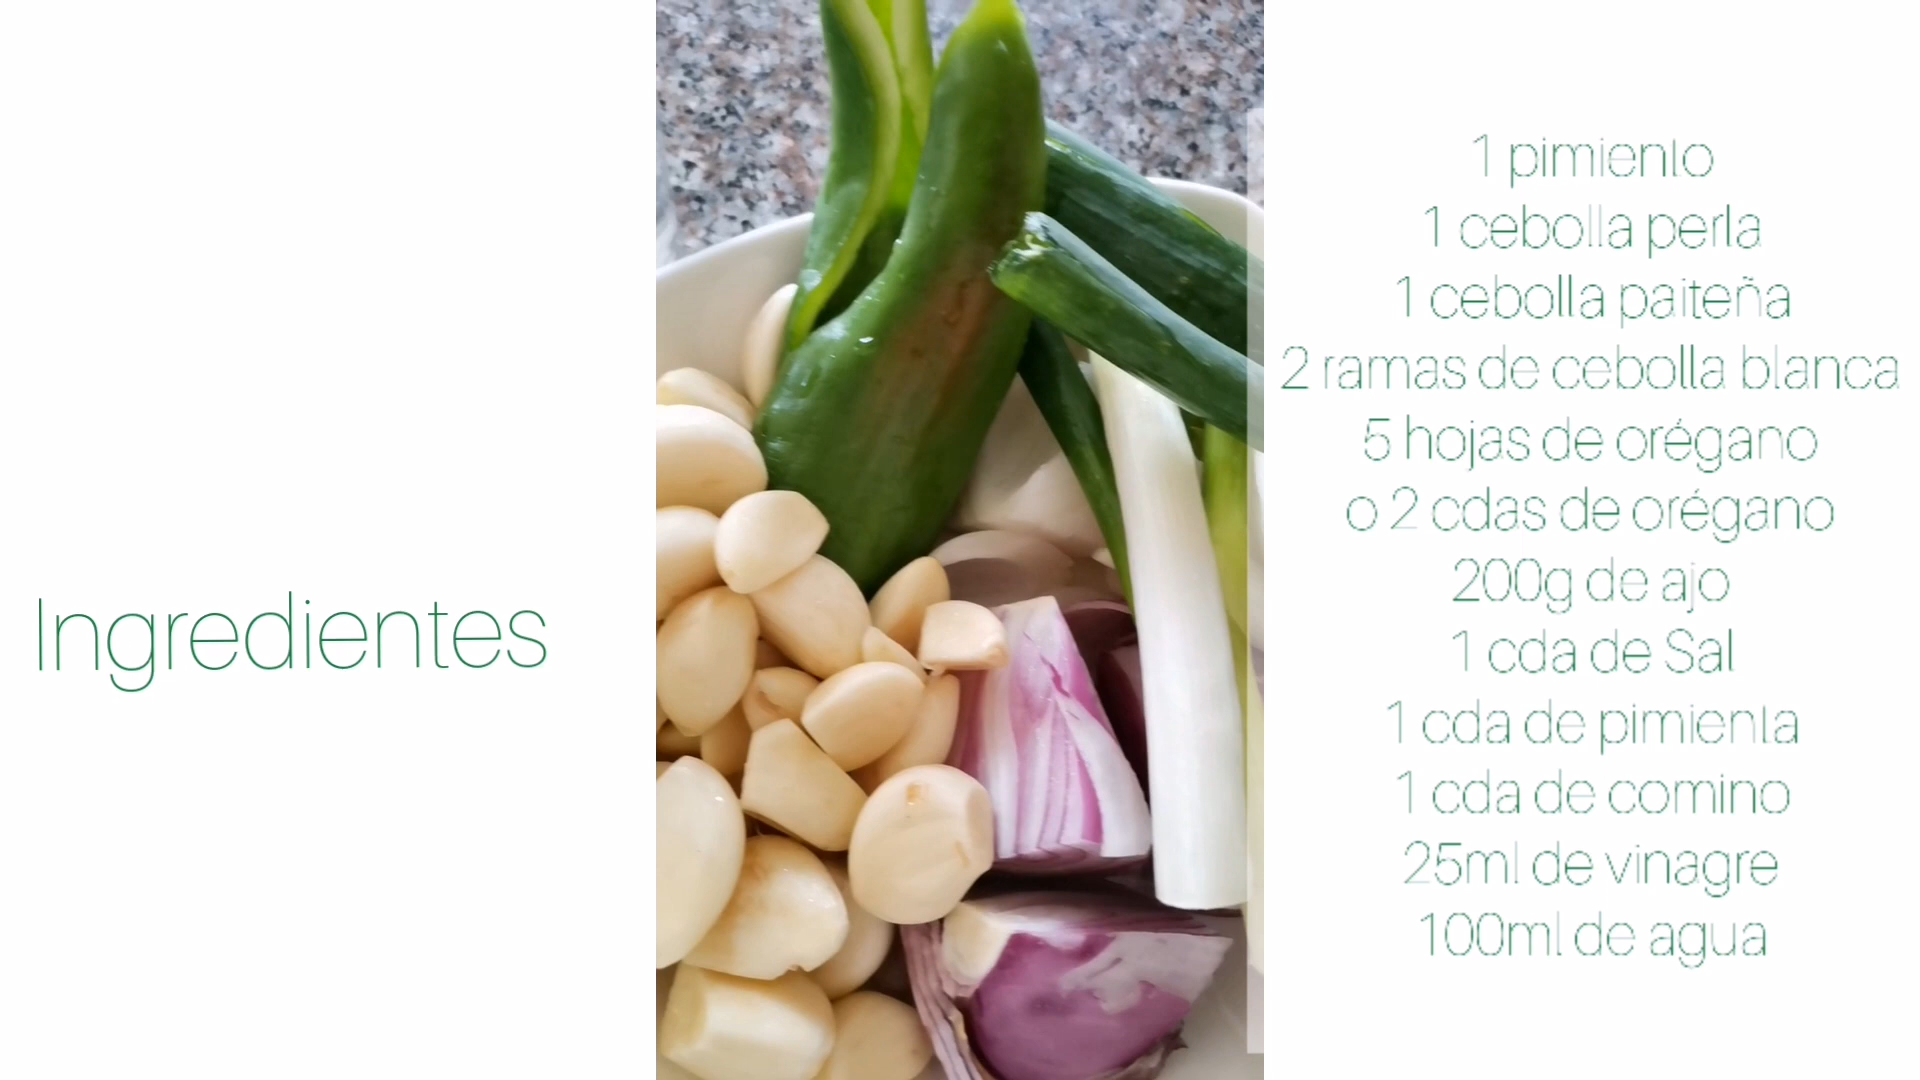 Ingredientes
1 pimiento
1 cebolla perla
1 cebolla paiteña
2 ramas de cebolla blanca
5 hojas de orégano
o 2 cdas de orégano
200g de ajo
1 cda de Sal
1 cda de pimienta
1 cda de comino
25ml de vinagre
100ml de agua